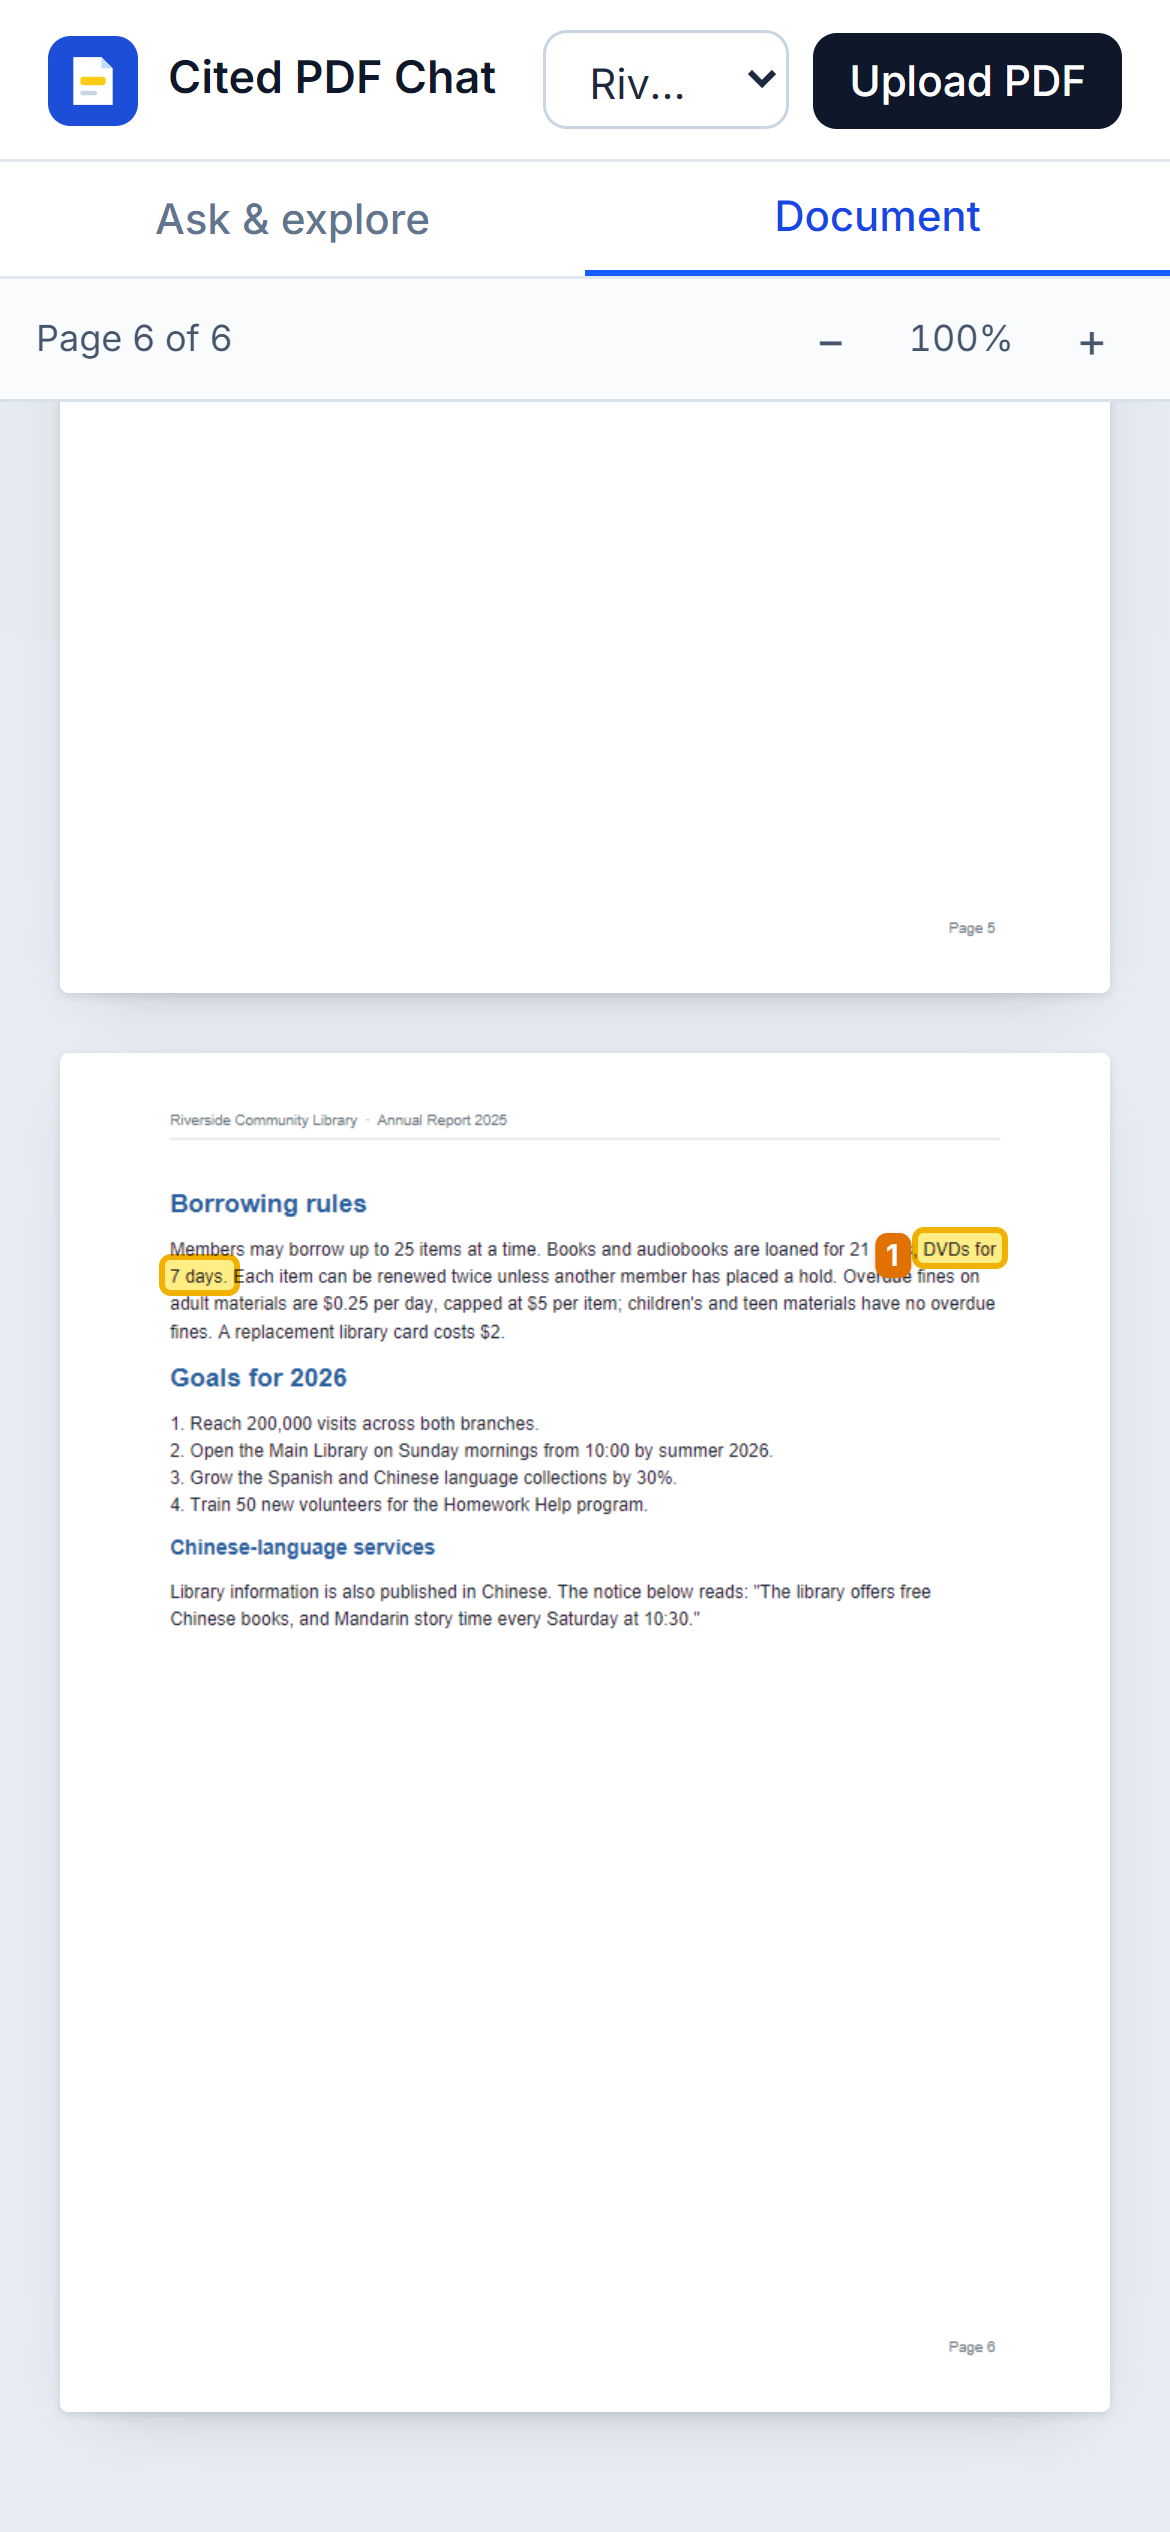 Cited PDF Chat
Riv...
Upload PDF
Ask & explore
Document
Page 6 of 6
− 100% +
Page 5
Riverside Community Library · Annual Report 2025
Borrowing rules
Members may borrow up to 25 items at a time. Books and audiobooks are loaned for 21 1, DVDs for
7 days. Each item can be renewed twice unless another member has placed a hold. Overdue fines on
adult materials are $0.25 per day, capped at $5 per item; children's and teen materials have no overdue
fines. A replacement library card costs $2.
Goals for 2026
1. Reach 200,000 visits across both branches.
2. Open the Main Library on Sunday mornings from 10:00 by summer 2026.
3. Grow the Spanish and Chinese language collections by 30%.
4. Train 50 new volunteers for the Homework Help program.
Chinese-language services
Library information is also published in Chinese. The notice below reads: "The library offers free
Chinese books, and Mandarin story time every Saturday at 10:30."
Page 6